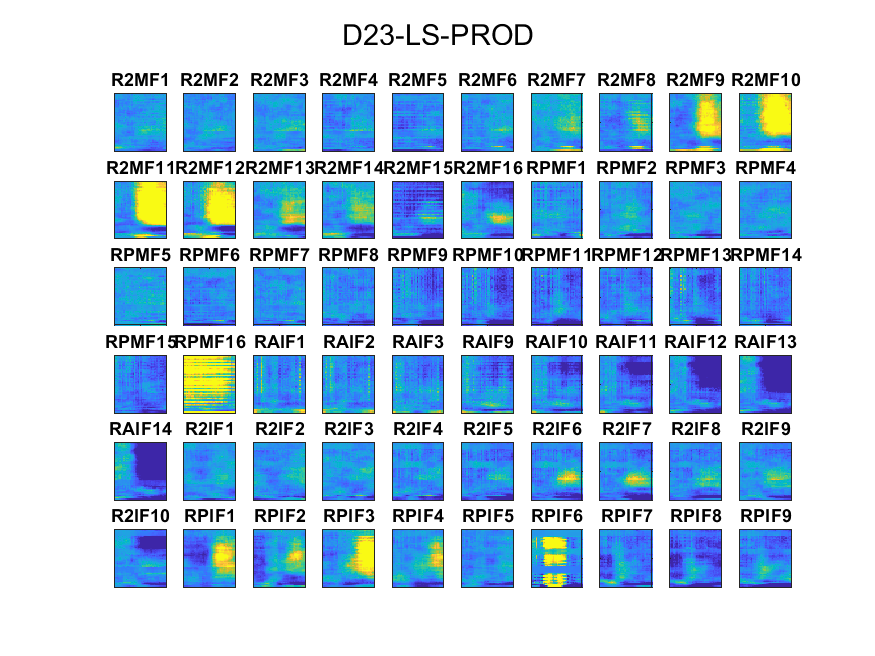 D23-LS-PROD
R2MF1 R2MF2 R2MF3 R2MF4 R2MF5 R2MF6 R2MF7 R2MF8 R2MF9 R2MF10
R2MF11 R2MF12 R2MF13 R2MF14 R2MF15 R2MF16 RPMF1 RPMF2 RPMF3 RPMF4
RPMF5 RPMF6 RPMF7 RPMF8 RPMF9 RPMF10 RPMF11 RPMF12 RPMF13 RPMF14
RPMF15 RPMF16 RAIF1 RAIF2 RAIF3 RAIF9 RAIF10 RAIF11 RAIF12 RAIF13
RAIF14 R2IF1 R2IF2 R2IF3 R2IF4 R2IF5 R2IF6 R2IF7 R2IF8 R2IF9
R2IF10 RPIF1 RPIF2 RPIF3 RPIF4 RPIF5 RPIF6 RPIF7 RPIF8 RPIF9